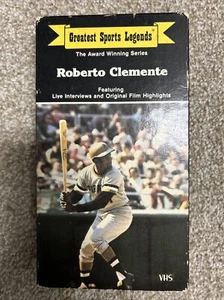 Greatest Sports Legends
The Award Winning Series
Roberto Clemente
Featuring
Live Interviews and Original Film Highlights
VHS